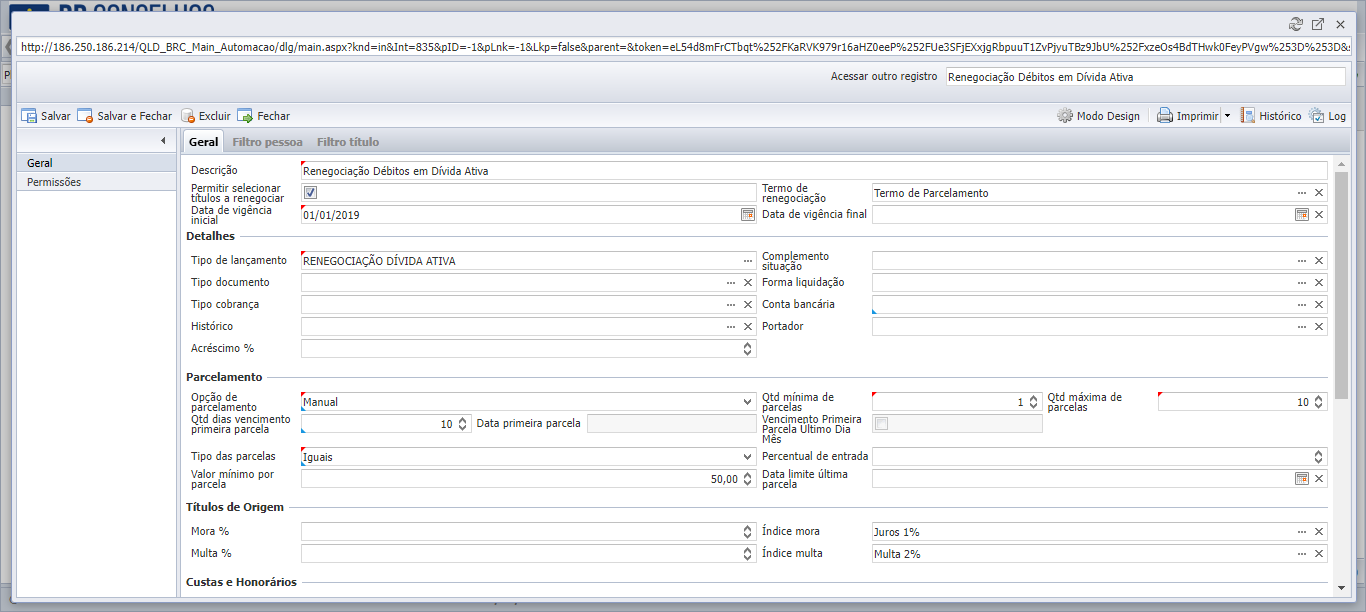 BR CONSELHOS
http://186.250.186.214/QLD_BRC_Main_Automacao/dlg/main.aspx?knd=in&Int=835&pID=-1&pLnk=-1&Lkp=false&parent=&token=eL54d8mFrCTbqt%252FKaRVK979r16aHZ0eeP%252FUe3SFjEXxjgRbpuuT1ZvPjyuTBz9JbU%252FxzeOs4BdTHwk0FeyPVgw%253D%253D&s
Acessar outro registro Renegociação Débitos em Dívida Ativa
Salvar Salvar e Fechar Excluir Fechar Modo Design Imprimir Histórico Log
Geral Filtro pessoa Filtro título
Geral
Permissões
Descrição Renegociação Débitos em Dívida Ativa
Permitir selecionar títulos a renegociar Termo de renegociação Termo de Parcelamento
Data de vigência inicial 01/01/2019 Data de vigência final
Detalhes
Tipo de lançamento RENEGOCIAÇÃO DÍVIDA ATIVA Complemento situação
Tipo documento Forma liquidação
Tipo cobrança Conta bancária
Histórico Portador
Acréscimo %
Parcelamento
Opção de parcelamento Manual Qtd mínima de parcelas 1 Qtd máxima de parcelas 10
Qtd dias vencimento primeira parcela 10 Data primeira parcela Vencimento Primeira Parcela Último Dia Mês
Tipo das parcelas Iguais Percentual de entrada
Valor mínimo por parcela 50,00 Data limite última parcela
Títulos de Origem
Mora % Índice mora Juros 1%
Multa % Índice multa Multa 2%
Custas e Honorários